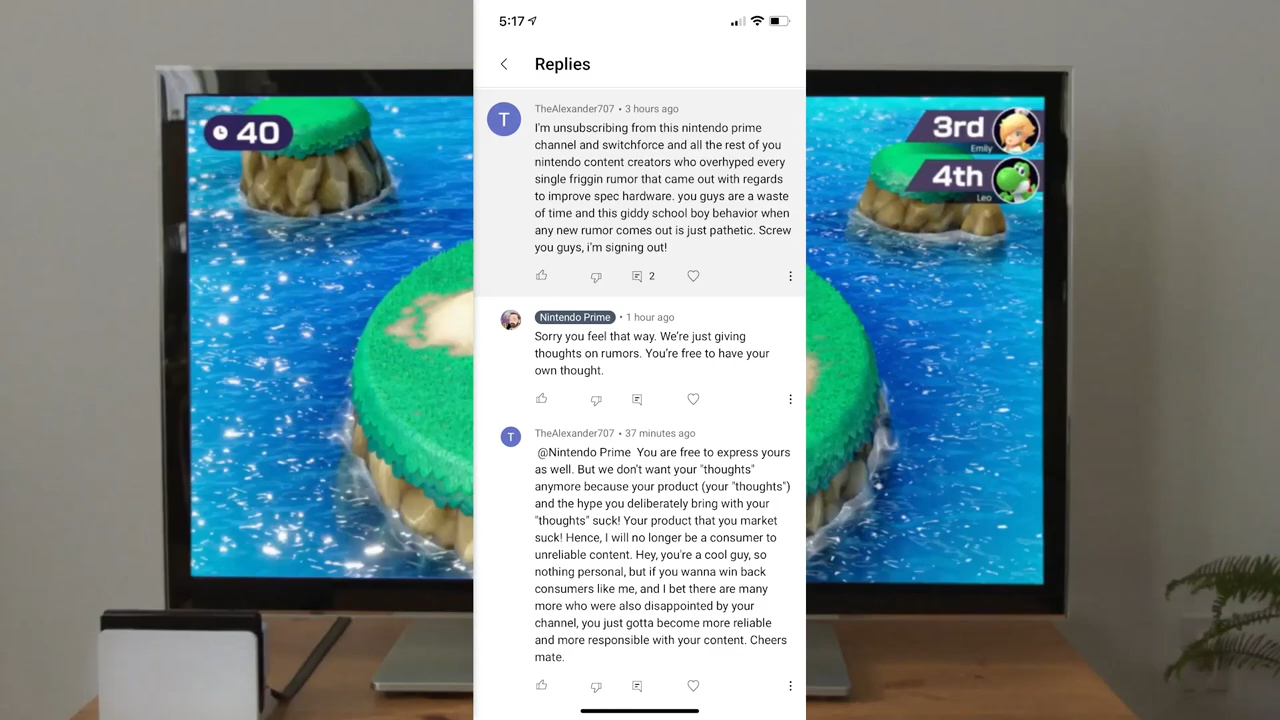 5:17
Replies
TheAlexander707 • 3 hours ago
T
I'm unsubscribing from this nintendo prime
channel and switchforce and all the rest of you
nintendo content creators who overhyped every
single friggin rumor that came out with regards
to improve spec hardware. you guys are a waste
of time and this giddy school boy behavior when
any new rumor comes out is just pathetic. Screw
you guys, i'm signing out!
2
Nintendo Prime • 1 hour ago
Sorry you feel that way. We're just giving
thoughts on rumors. You're free to have your
own thought.
T
TheAlexander707 • 37 minutes ago
@Nintendo Prime You are free to express yours
as well. But we don't want your "thoughts"
anymore because your product (your "thoughts")
and the hype you deliberately bring with your
"thoughts" suck! Your product that you market
suck! Hence, I will no longer be a consumer to
unreliable content. Hey, you're a cool guy, so
nothing personal, but if you wanna win back
consumers like me, and I bet there are many
more who were also disappointed by your
channel, you just gotta become more reliable
and more responsible with your content. Cheers
mate.
40
3rd
Emily
4th
Leo